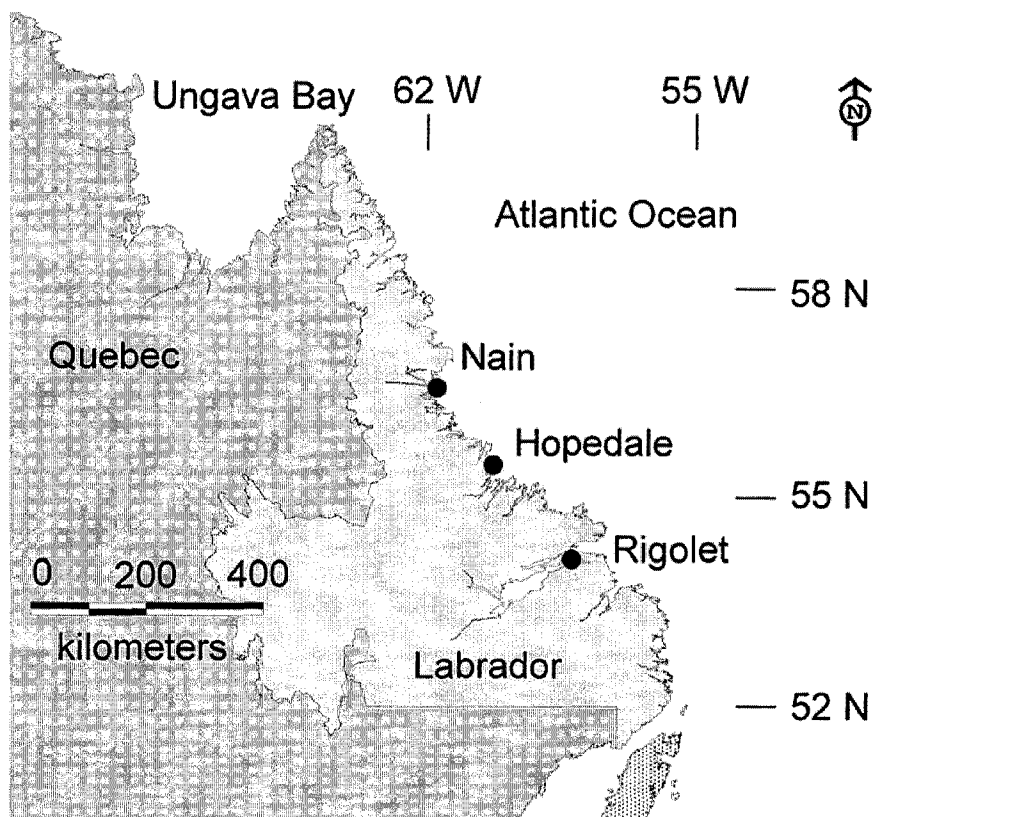 Ungava Bay
62 W
55 W
N
Atlantic Ocean
58 N
Quebec
Nain
Hopedale
55 N
Rigolet
0 200 400
kilometers
Labrador
52 N